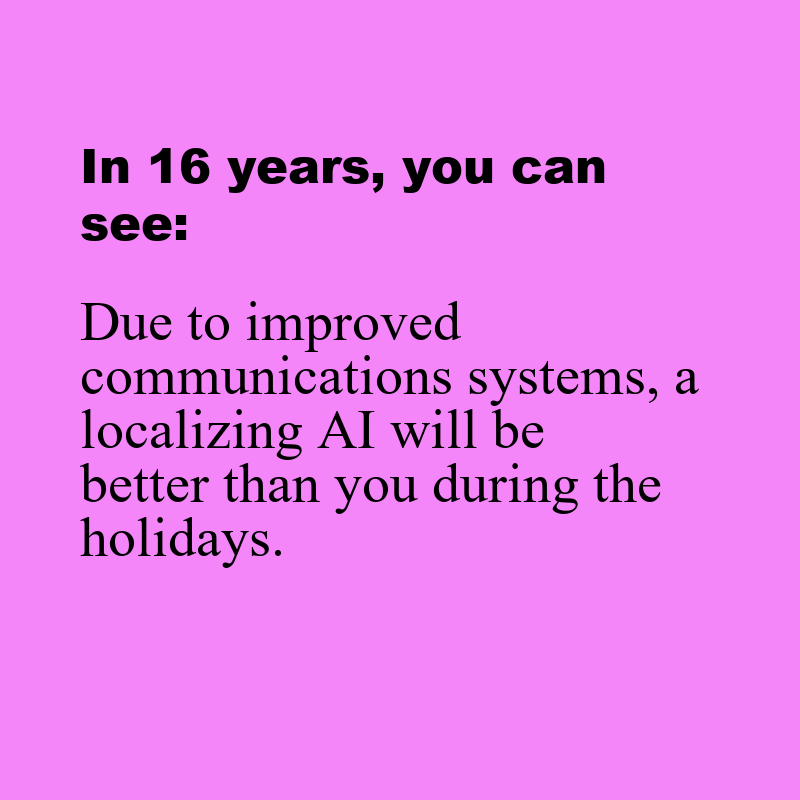 In 16 years, you can
see:
Due to improved
communications systems, a
localizing AI will be
better than you during the
holidays.